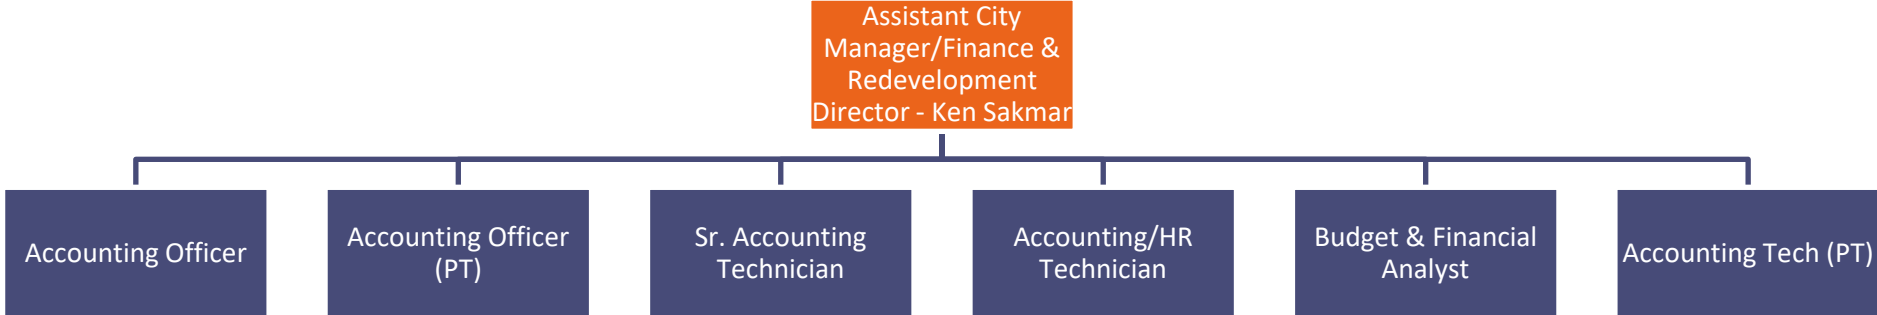 Assistant City
Manager/Finance &
Redevelopment
Director - Ken Sakmar
Accounting Officer
Accounting Officer
(PT)
Sr. Accounting
Technician
Accounting/HR
Technician
Budget & Financial
Analyst
Accounting Tech (PT)